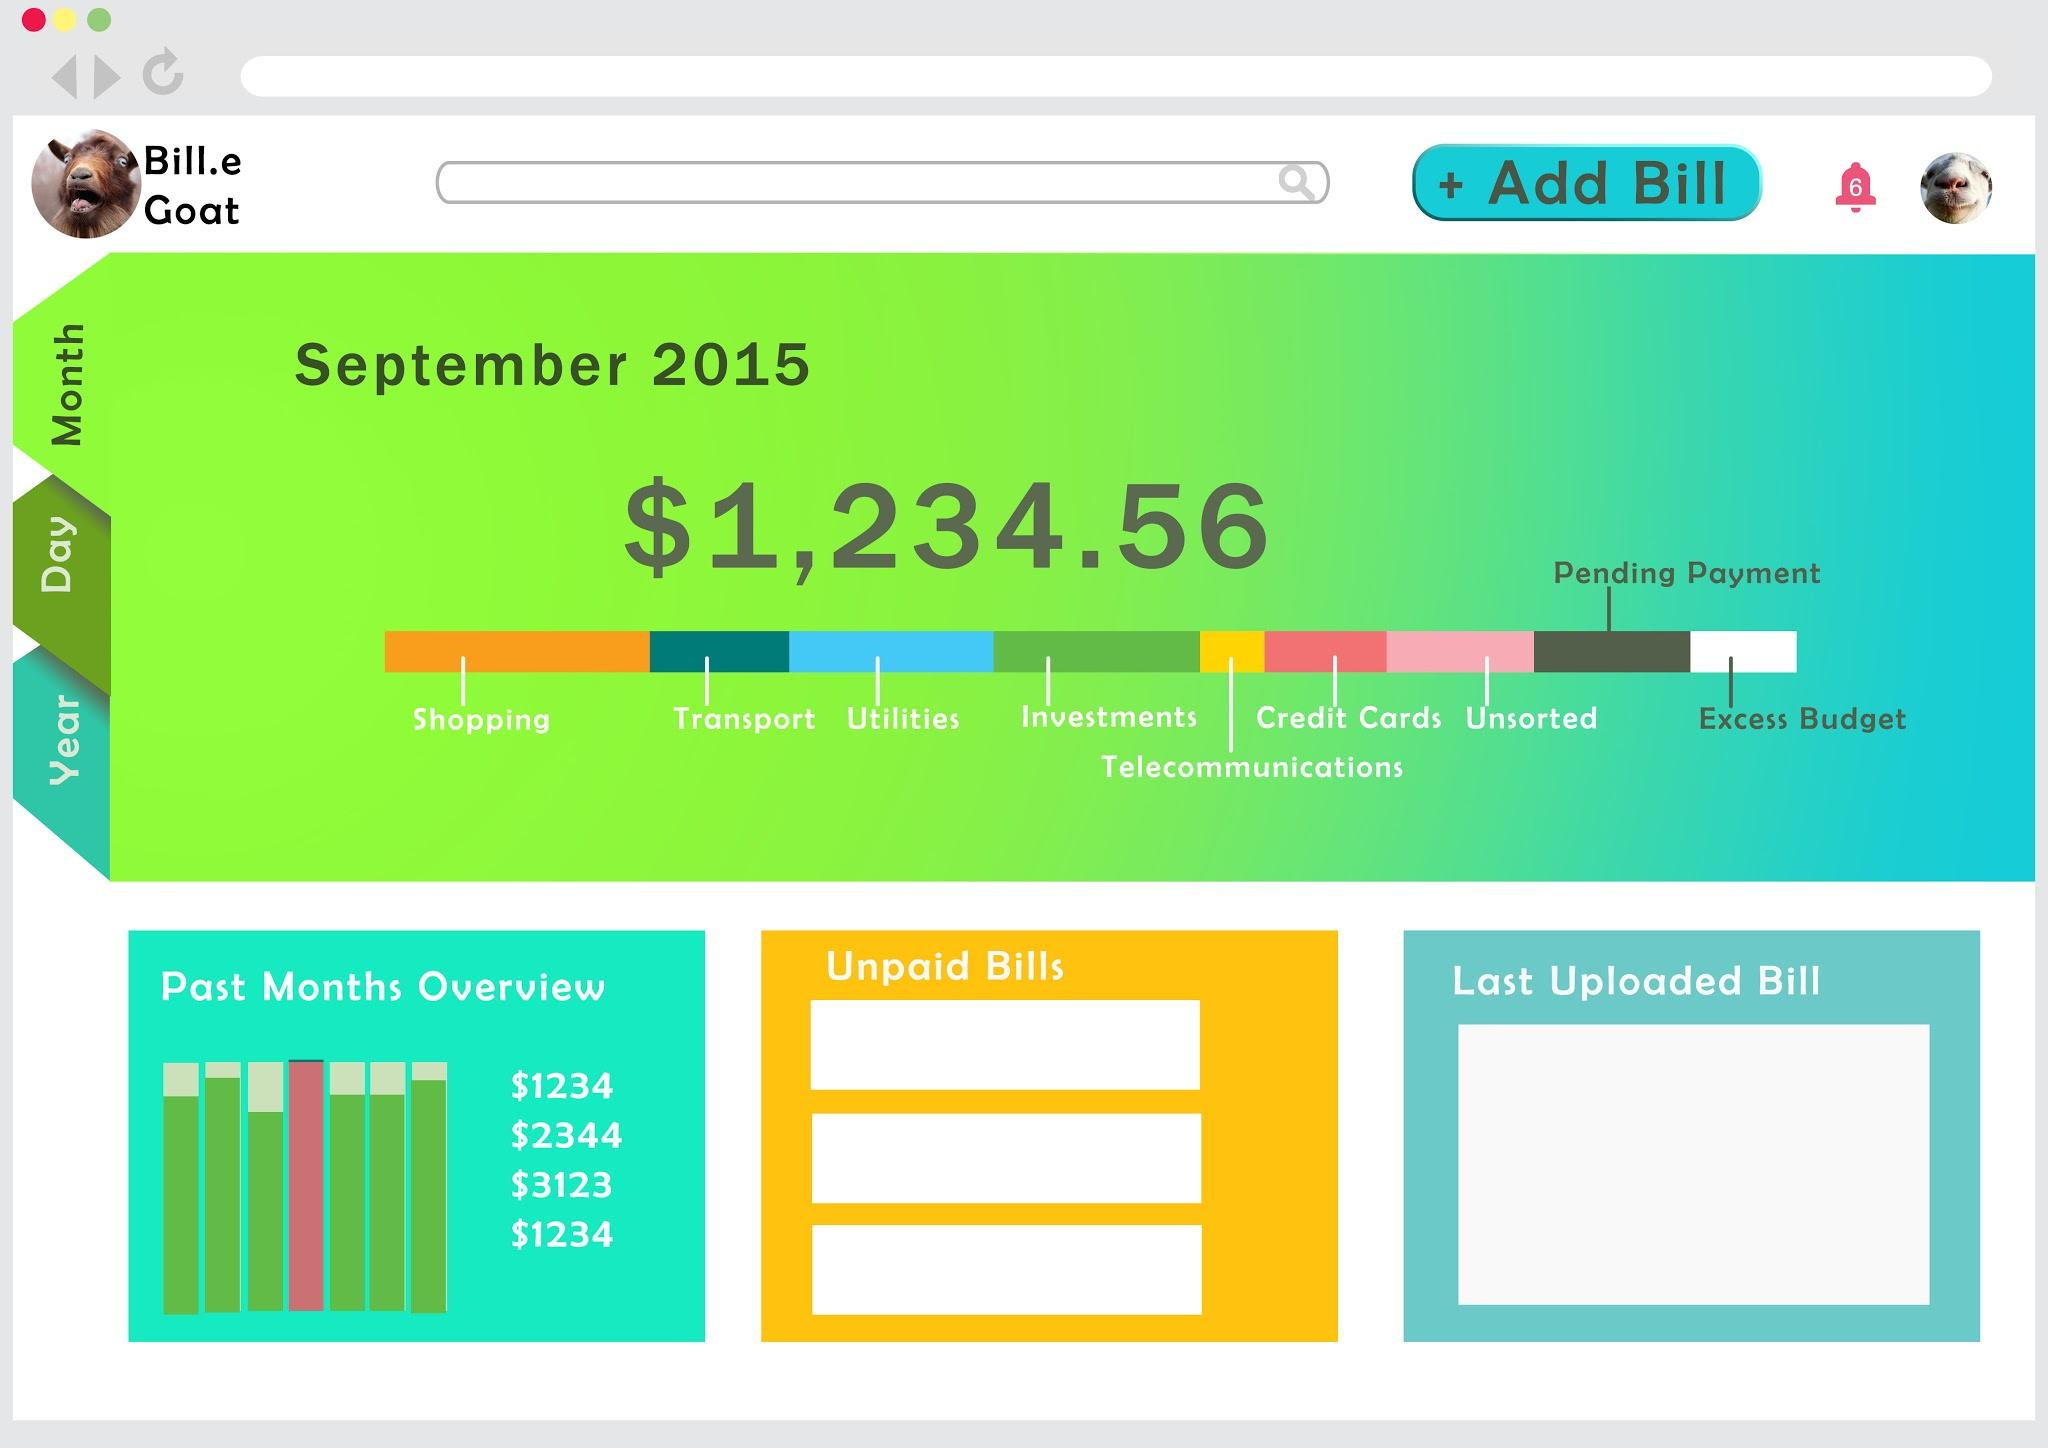 Bill.e
Goat
+ Add Bill
6
Month
Day
Year
September 2015
$1,234.56
Pending Payment
Shopping
Transport
Utilities
Investments
Telecommunications
Credit Cards
Unsorted
Excess Budget
Past Months Overview
$1234
$2344
$3123
$1234
Unpaid Bills
Last Uploaded Bill